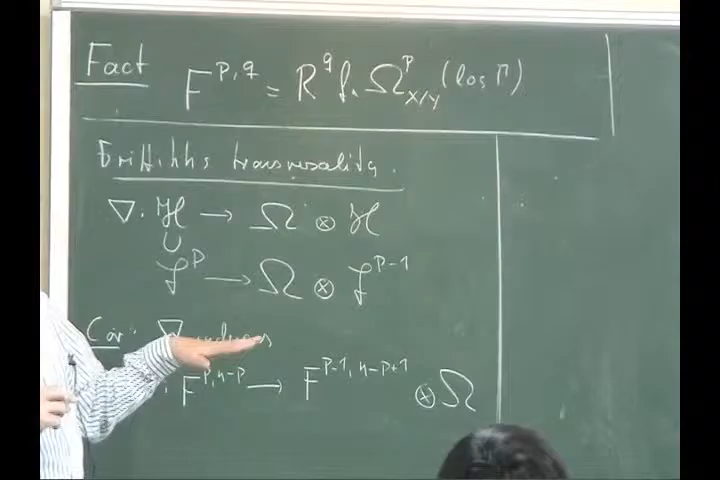 Fact F^{p,q} = R^q f_* Ω^p_{X/Y} (log Π)
Griffiths transversality.
∇: ℋ → Ω ⊗ ℋ
∪
ℱ^p → Ω ⊗ ℱ^{p-1}
Cor: ∇ induces
F^{p,n-p} → F^{p-1,n-p+1} ⊗ Ω